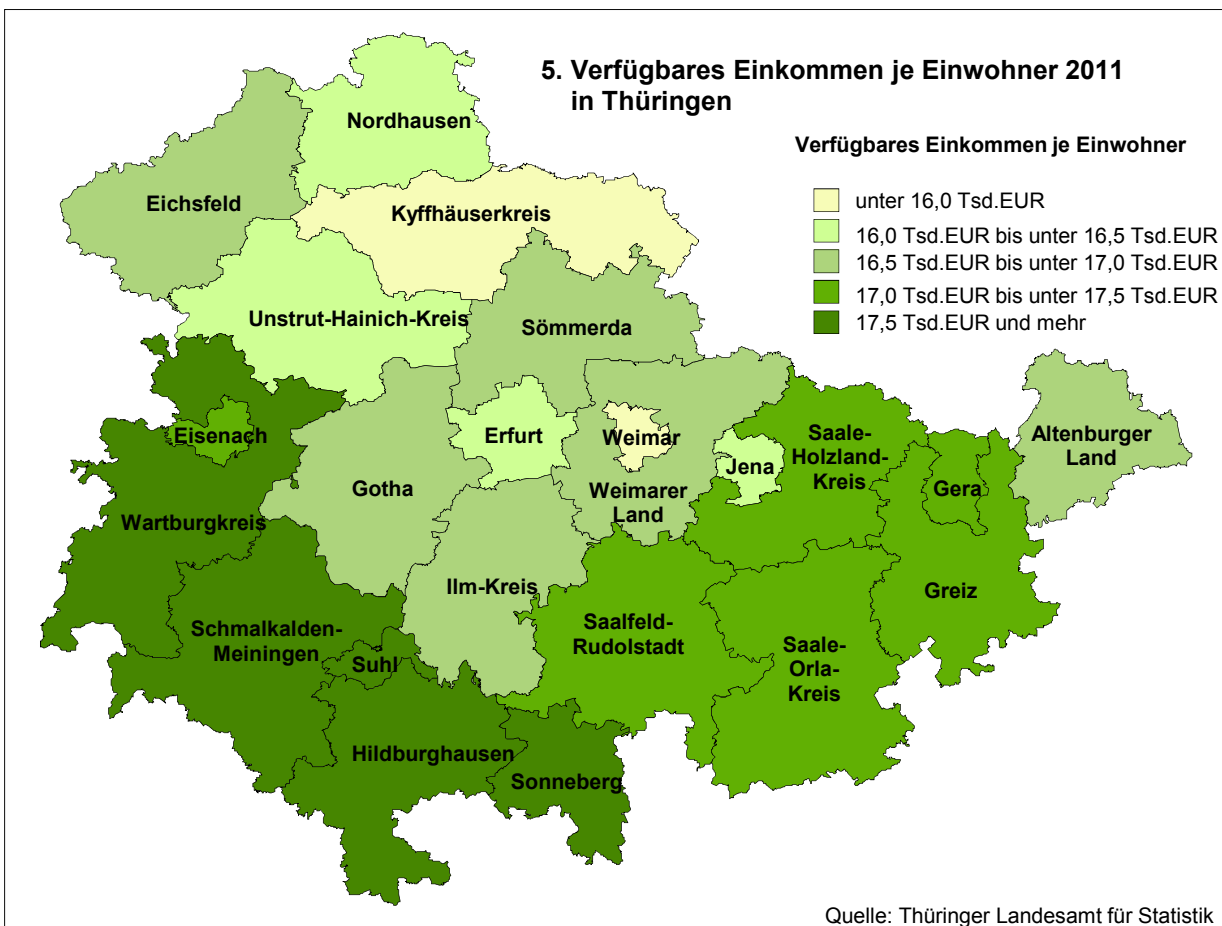 5. Verfügbares Einkommen je Einwohner 2011
in Thüringen
Verfügbares Einkommen je Einwohner
unter 16,0 Tsd.EUR
16,0 Tsd.EUR bis unter 16,5 Tsd.EUR
16,5 Tsd.EUR bis unter 17,0 Tsd.EUR
17,0 Tsd.EUR bis unter 17,5 Tsd.EUR
17,5 Tsd.EUR und mehr
Nordhausen
Eichsfeld
Kyffhäuserkreis
Unstrut-Hainich-Kreis
Sömmerda
Eisenach
Erfurt
Weimar
Jena
Saale-
Holzland-
Kreis
Altenburger
Land
Gotha
Weimarer
Land
Gera
Wartburgkreis
Ilm-Kreis
Greiz
Schmalkalden-
Meiningen
Suhl
Saalfeld-
Rudolstadt
Saale-
Orla-
Kreis
Hildburghausen
Sonneberg
Quelle: Thüringer Landesamt für Statistik